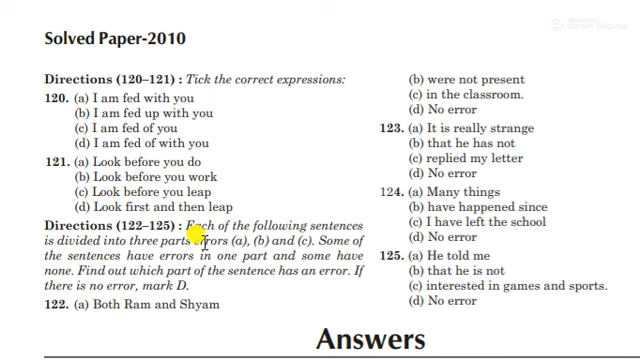 Solved Paper-2010
Directions (120–121) : Tick the correct expressions:
120. (a) I am fed with you
(b) I am fed up with you
(c) I am fed of you
(d) I am fed of with you
121. (a) Look before you do
(b) Look before you work
(c) Look before you leap
(d) Look first and then leap
Directions (122–125) : Each of the following sentences
is divided into three parts errors (a), (b) and (c). Some of
the sentences have errors in one part and some have
none. Find out which part of the sentence has an error. If
there is no error, mark D.
122. (a) Both Ram and Shyam
(b) were not present
(c) in the classroom.
(d) No error
123. (a) It is really strange
(b) that he has not
(c) replied my letter
(d) No error
124. (a) Many things
(b) have happened since
(c) I have left the school
(d) No error
125. (a) He told me
(b) that he is not
(c) interested in games and sports.
(d) No error
Answers